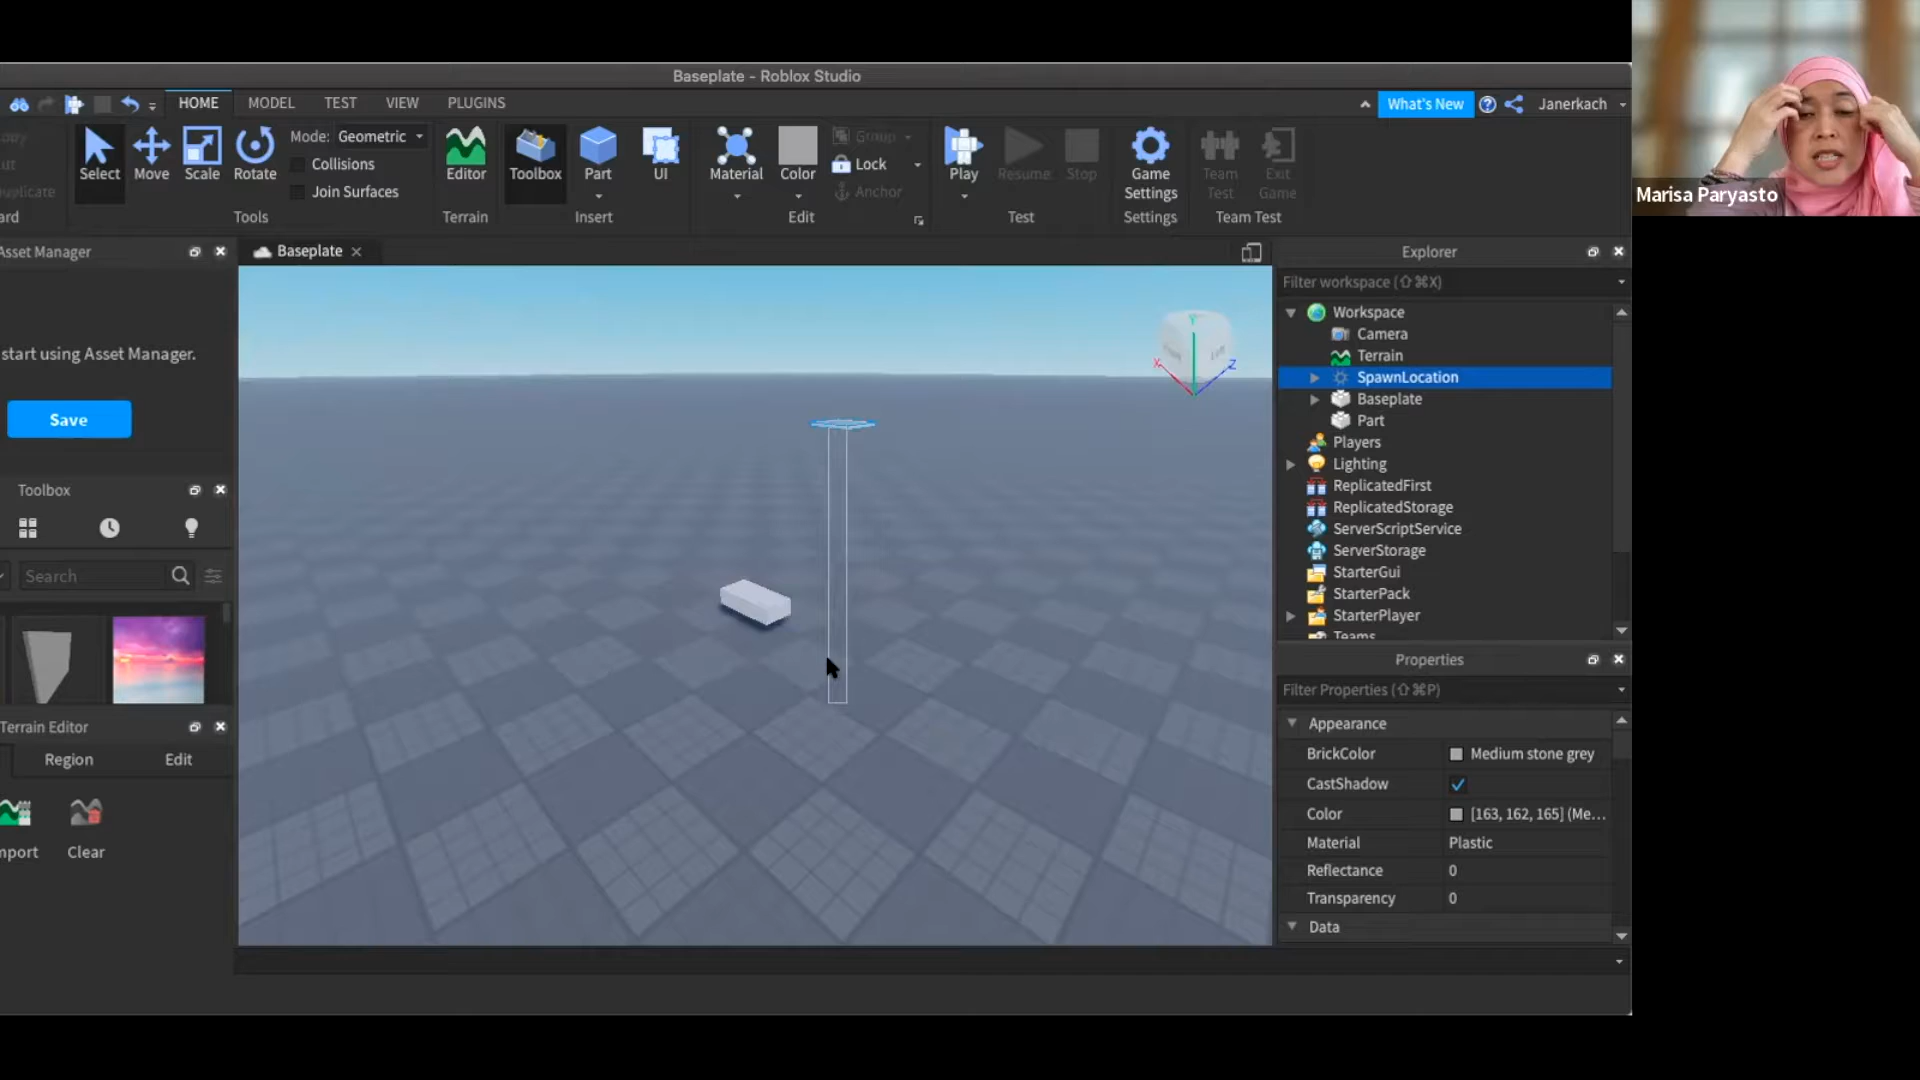 Baseplate - Roblox Studio
HOME MODEL TEST VIEW PLUGINS
What's New
Janerkach
Select Move Scale Rotate
Mode: Geometric
Collisions
Join Surfaces
Tools
Editor
Terrain
Toolbox Part UI
Insert
Material Color
Group
Lock
Anchor
Edit
Play Resume Stop
Test
Game Settings
Settings
Team Test
Exit Game
Team Test
Marisa Paryasto
Asset Manager
start using Asset Manager.
Save
Toolbox
Search
Terrain Editor
Region Edit
Clear
Baseplate
X Y Z
Explorer
Filter workspace (⇧⌘X)
Workspace
Camera
Terrain
SpawnLocation
Baseplate
Part
Players
Lighting
ReplicatedFirst
ReplicatedStorage
ServerScriptService
ServerStorage
StarterGui
StarterPack
StarterPlayer
Teams
Properties
Filter Properties (⇧⌘P)
Appearance
BrickColor Medium stone grey
CastShadow
Color [163, 162, 165] (Me...
Material Plastic
Reflectance 0
Transparency 0
Data